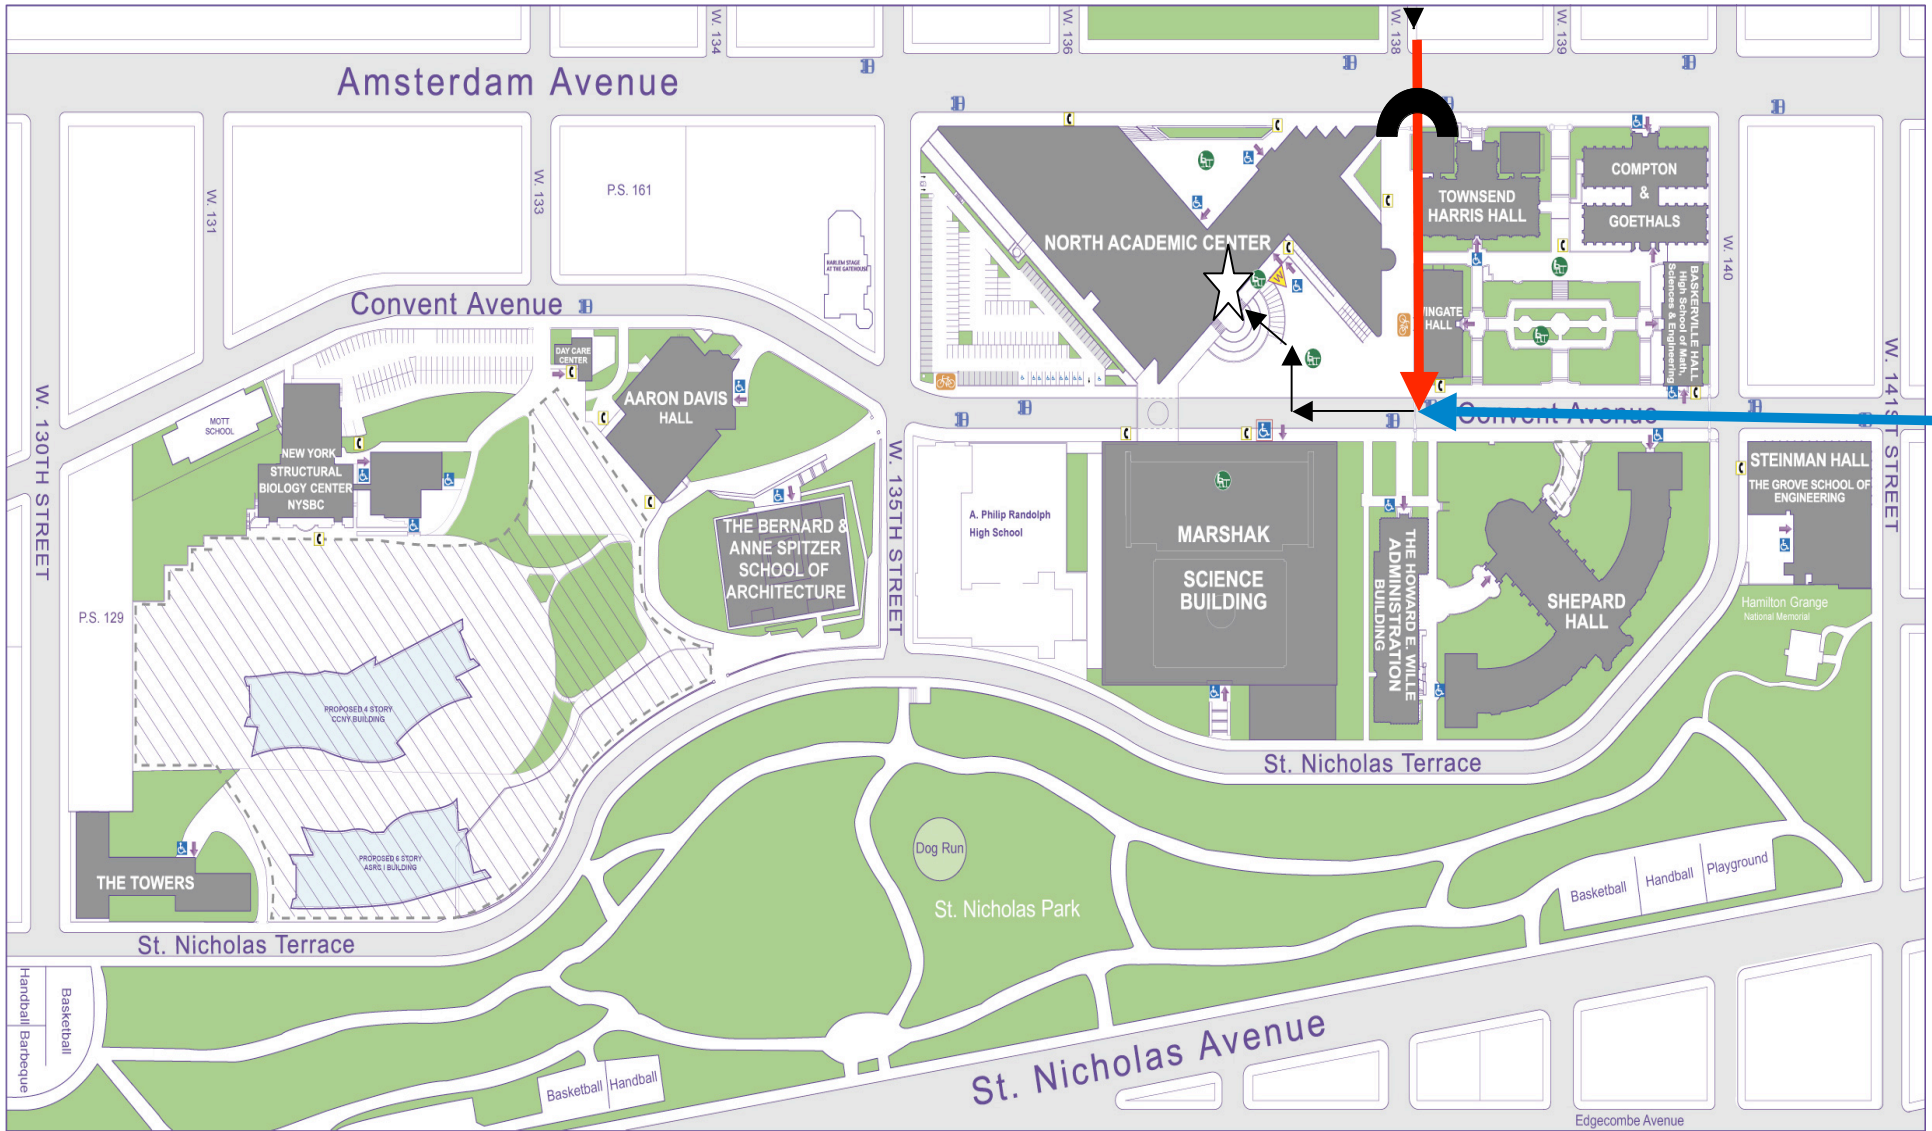 W. 134
W. 136
W. 138
W. 139
Amsterdam Avenue
W. 131
W. 133
P.S. 161
HARLEM STAGE
AT THE GATEHOUSE
Convent Avenue
NORTH ACADEMIC CENTER
W
TOWNSEND
HARRIS HALL
COMPTON
&
GOETHALS
WINGATE
HALL
BASKERVILLE HALL
High School of Math,
Sciences & Engineering
W. 140
W. 141ST STREET
Convent Avenue
W. 130TH STREET
MOTT
SCHOOL
DAY CARE
CENTER
AARON DAVIS
HALL
NEW YORK
STRUCTURAL
BIOLOGY CENTER
NYSBC
THE BERNARD &
ANNE SPITZER
SCHOOL OF
ARCHITECTURE
W. 135TH STREET
A. Philip Randolph
High School
MARSHAK
SCIENCE
BUILDING
THE HOWARD E. WILLE
ADMINISTRATION
BUILDING
SHEPARD
HALL
STEINMAN HALL
THE GROVE SCHOOL OF
ENGINEERING
Hamilton Grange
National Memorial
P.S. 129
PROPOSED 4 STORY
CCNY BUILDING
PROPOSED 6 STORY
ASRC I BUILDING
THE TOWERS
St. Nicholas Terrace
St. Nicholas Terrace
Dog Run
St. Nicholas Park
Basketball
Handball
Playground
Handball
Barbeque
Basketball
Basketball
Handball
St. Nicholas Avenue
Edgecombe Avenue